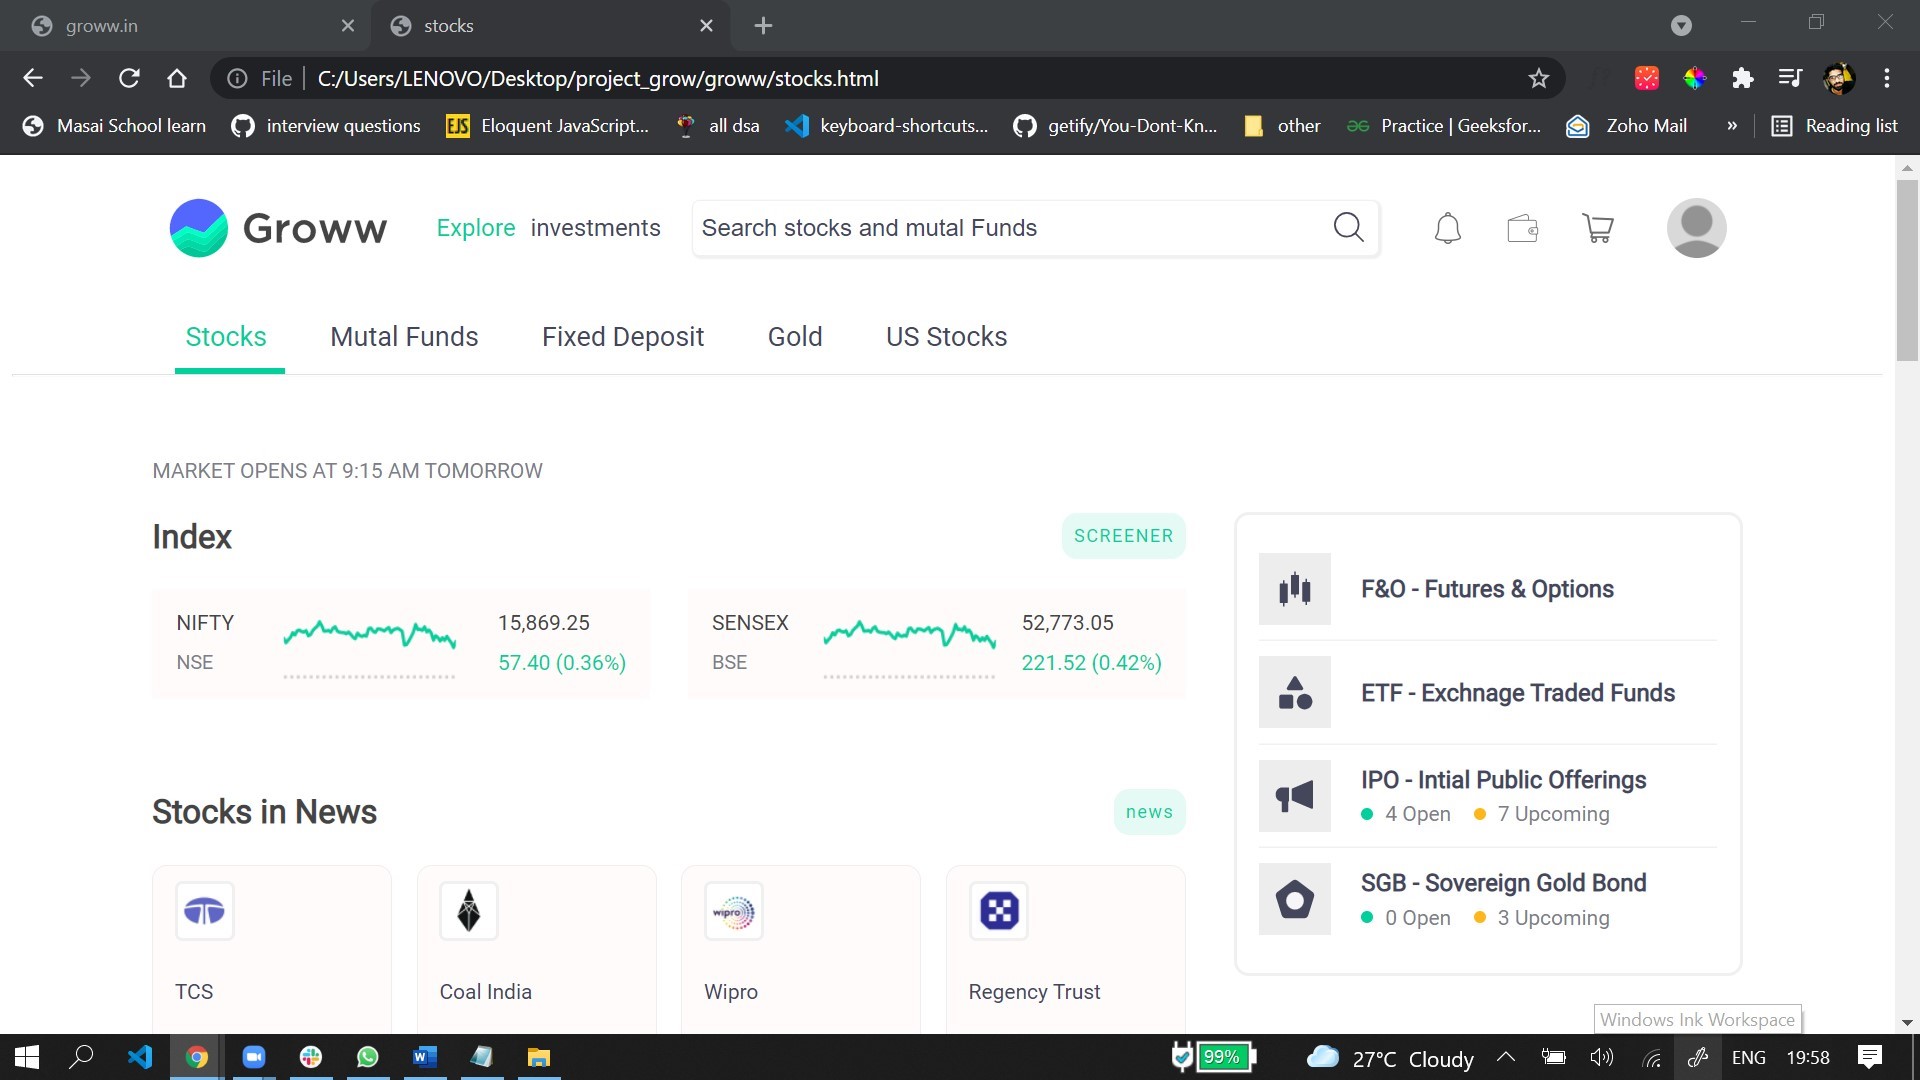 groww.in
stocks
File
C:/Users/LENOVO/Desktop/project_grow/groww/stocks.html
Masai School learn
interview questions
EJS
Eloquent JavaScript...
all dsa
keyboard-shortcuts...
getify/You-Dont-Kn...
other
Practice | Geeksfor...
Zoho Mail
»
Reading list
Groww
Explore
investments
Search stocks and mutal Funds
Stocks
Mutal Funds
Fixed Deposit
Gold
US Stocks
MARKET OPENS AT 9:15 AM TOMORROW
Index
SCREENER
NIFTY
15,869.25
NSE
57.40 (0.36%)
SENSEX
52,773.05
BSE
221.52 (0.42%)
F&O - Futures & Options
ETF - Exchnage Traded Funds
IPO - Intial Public Offerings
4 Open
7 Upcoming
SGB - Sovereign Gold Bond
0 Open
3 Upcoming
Stocks in News
news
wipro
TCS
Coal India
Wipro
Regency Trust
Windows Ink Workspace
99%
27°C Cloudy
ENG
19:58